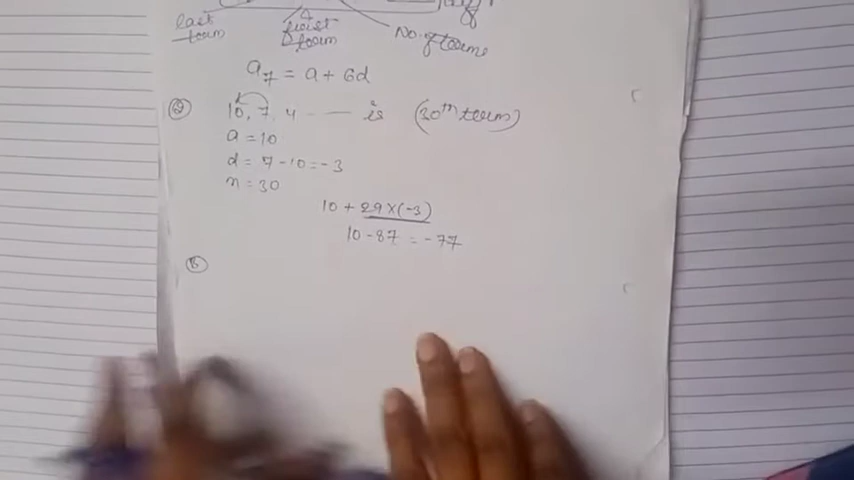 last term
first term
No. of terms
a₇ = a + 6d
10, 7, 4 ------ is (30th term)
a = 10
d = 7 - 10 = -3
n = 30
10 + 29×(-3)
10 - 87 = -77